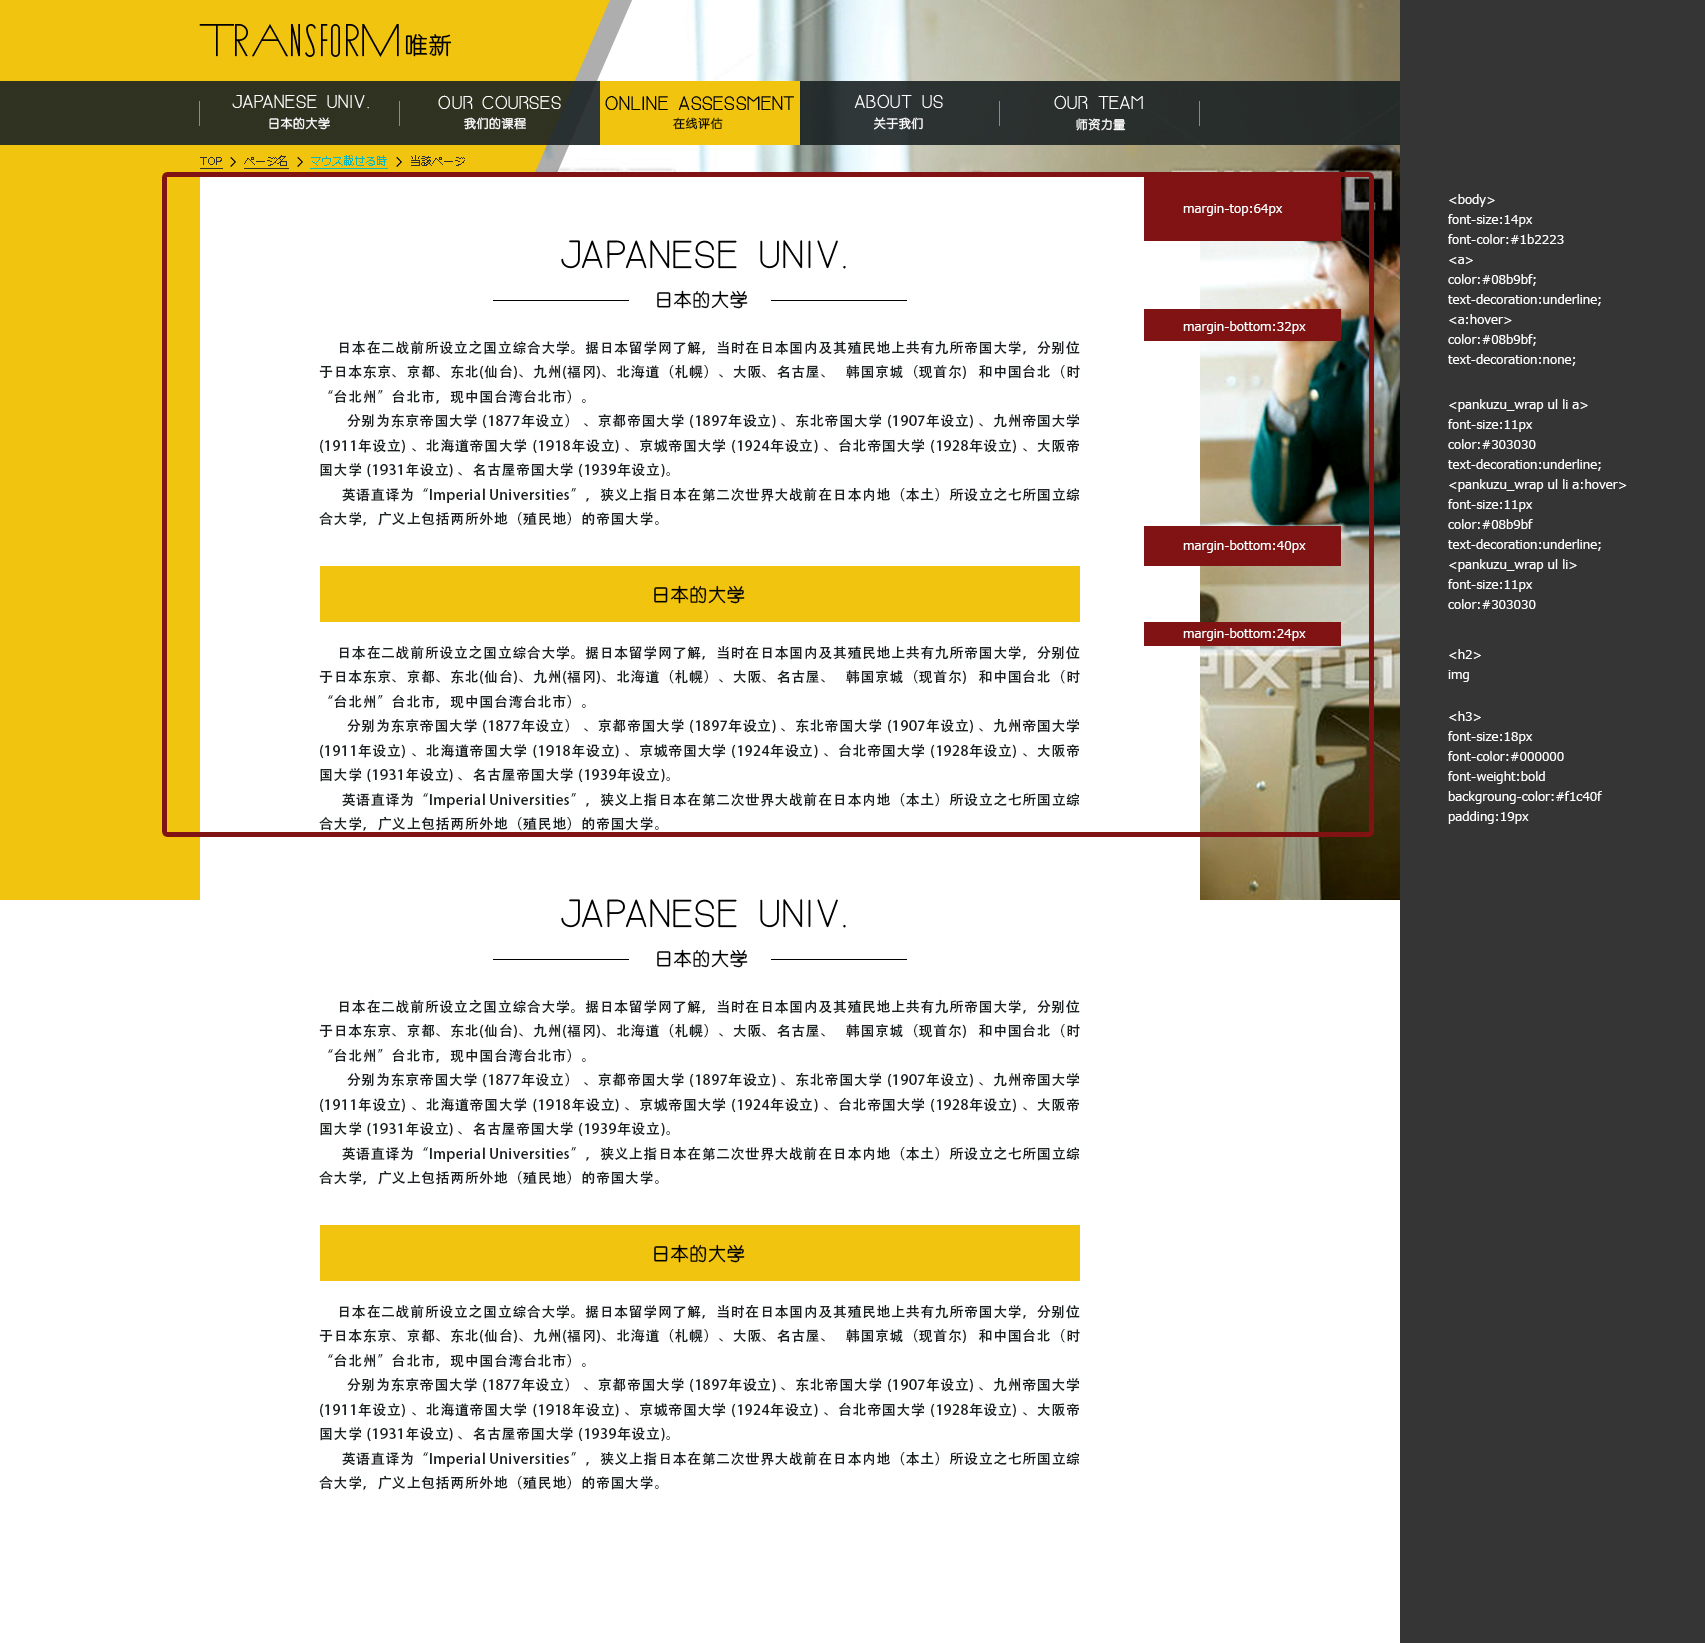 TRANSFORM唯新
JAPANESE UNIV.
日本的大学
OUR COURSES
我们的课程
ONLINE ASSESSMENT
在线评估
ABOUT US
关于我们
OUR TEAM
师资力量
TOP > ページ名 > マウス載せる時 > 当該ページ
margin-top:64px
JAPANESE UNIV.
日本的大学
margin-bottom:32px
日本在二战前所设立之国立综合大学。据日本留学网了解，当时在日本国内及其殖民地上共有九所帝国大学，分别位
于日本东京、京都、东北(仙台)、九州(福冈)、北海道（札幌）、大阪、名古屋、 韩国京城（现首尔) 和中国台北（时
“台北州”台北市，现中国台湾台北市）。
分别为东京帝国大学 (1877年设立） 、京都帝国大学 (1897年设立) 、东北帝国大学 (1907年设立) 、九州帝国大学
(1911年设立) 、北海道帝国大学 (1918年设立) 、京城帝国大学 (1924年设立) 、台北帝国大学 (1928年设立) 、大阪帝
国大学 (1931年设立) 、名古屋帝国大学 (1939年设立)。
英语直译为“Imperial Universities”，狭义上指日本在第二次世界大战前在日本内地（本土）所设立之七所国立综
合大学，广义上包括两所外地（殖民地）的帝国大学。
margin-bottom:40px
日本的大学
margin-bottom:24px
日本在二战前所设立之国立综合大学。据日本留学网了解，当时在日本国内及其殖民地上共有九所帝国大学，分别位
于日本东京、京都、东北(仙台)、九州(福冈)、北海道（札幌）、大阪、名古屋、 韩国京城（现首尔) 和中国台北（时
“台北州”台北市，现中国台湾台北市）。
分别为东京帝国大学 (1877年设立） 、京都帝国大学 (1897年设立) 、东北帝国大学 (1907年设立) 、九州帝国大学
(1911年设立) 、北海道帝国大学 (1918年设立) 、京城帝国大学 (1924年设立) 、台北帝国大学 (1928年设立) 、大阪帝
国大学 (1931年设立) 、名古屋帝国大学 (1939年设立)。
英语直译为“Imperial Universities”，狭义上指日本在第二次世界大战前在日本内地（本土）所设立之七所国立综
合大学，广义上包括两所外地（殖民地）的帝国大学。
PIXTA
JAPANESE UNIV.
日本的大学
日本在二战前所设立之国立综合大学。据日本留学网了解，当时在日本国内及其殖民地上共有九所帝国大学，分别位
于日本东京、京都、东北(仙台)、九州(福冈)、北海道（札幌）、大阪、名古屋、 韩国京城（现首尔) 和中国台北（时
“台北州”台北市，现中国台湾台北市）。
分别为东京帝国大学 (1877年设立） 、京都帝国大学 (1897年设立) 、东北帝国大学 (1907年设立) 、九州帝国大学
(1911年设立) 、北海道帝国大学 (1918年设立) 、京城帝国大学 (1924年设立) 、台北帝国大学 (1928年设立) 、大阪帝
国大学 (1931年设立) 、名古屋帝国大学 (1939年设立)。
英语直译为“Imperial Universities”，狭义上指日本在第二次世界大战前在日本内地（本土）所设立之七所国立综
合大学，广义上包括两所外地（殖民地）的帝国大学。
日本的大学
日本在二战前所设立之国立综合大学。据日本留学网了解，当时在日本国内及其殖民地上共有九所帝国大学，分别位
于日本东京、京都、东北(仙台)、九州(福冈)、北海道（札幌）、大阪、名古屋、 韩国京城（现首尔) 和中国台北（时
“台北州”台北市，现中国台湾台北市）。
分别为东京帝国大学 (1877年设立） 、京都帝国大学 (1897年设立) 、东北帝国大学 (1907年设立) 、九州帝国大学
(1911年设立) 、北海道帝国大学 (1918年设立) 、京城帝国大学 (1924年设立) 、台北帝国大学 (1928年设立) 、大阪帝
国大学 (1931年设立) 、名古屋帝国大学 (1939年设立)。
英语直译为“Imperial Universities”，狭义上指日本在第二次世界大战前在日本内地（本土）所设立之七所国立综
合大学，广义上包括两所外地（殖民地）的帝国大学。
<body>
font-size:14px
font-color:#1b2223
<a>
color:#08b9bf;
text-decoration:underline;
<a:hover>
color:#08b9bf;
text-decoration:none;
<pankuzu_wrap ul li a>
font-size:11px
color:#303030
text-decoration:underline;
<pankuzu_wrap ul li a:hover>
font-size:11px
color:#08b9bf
text-decoration:underline;
<pankuzu_wrap ul li>
font-size:11px
color:#303030
<h2>
img
<h3>
font-size:18px
font-color:#000000
font-weight:bold
backgroung-color:#f1c40f
padding:19px